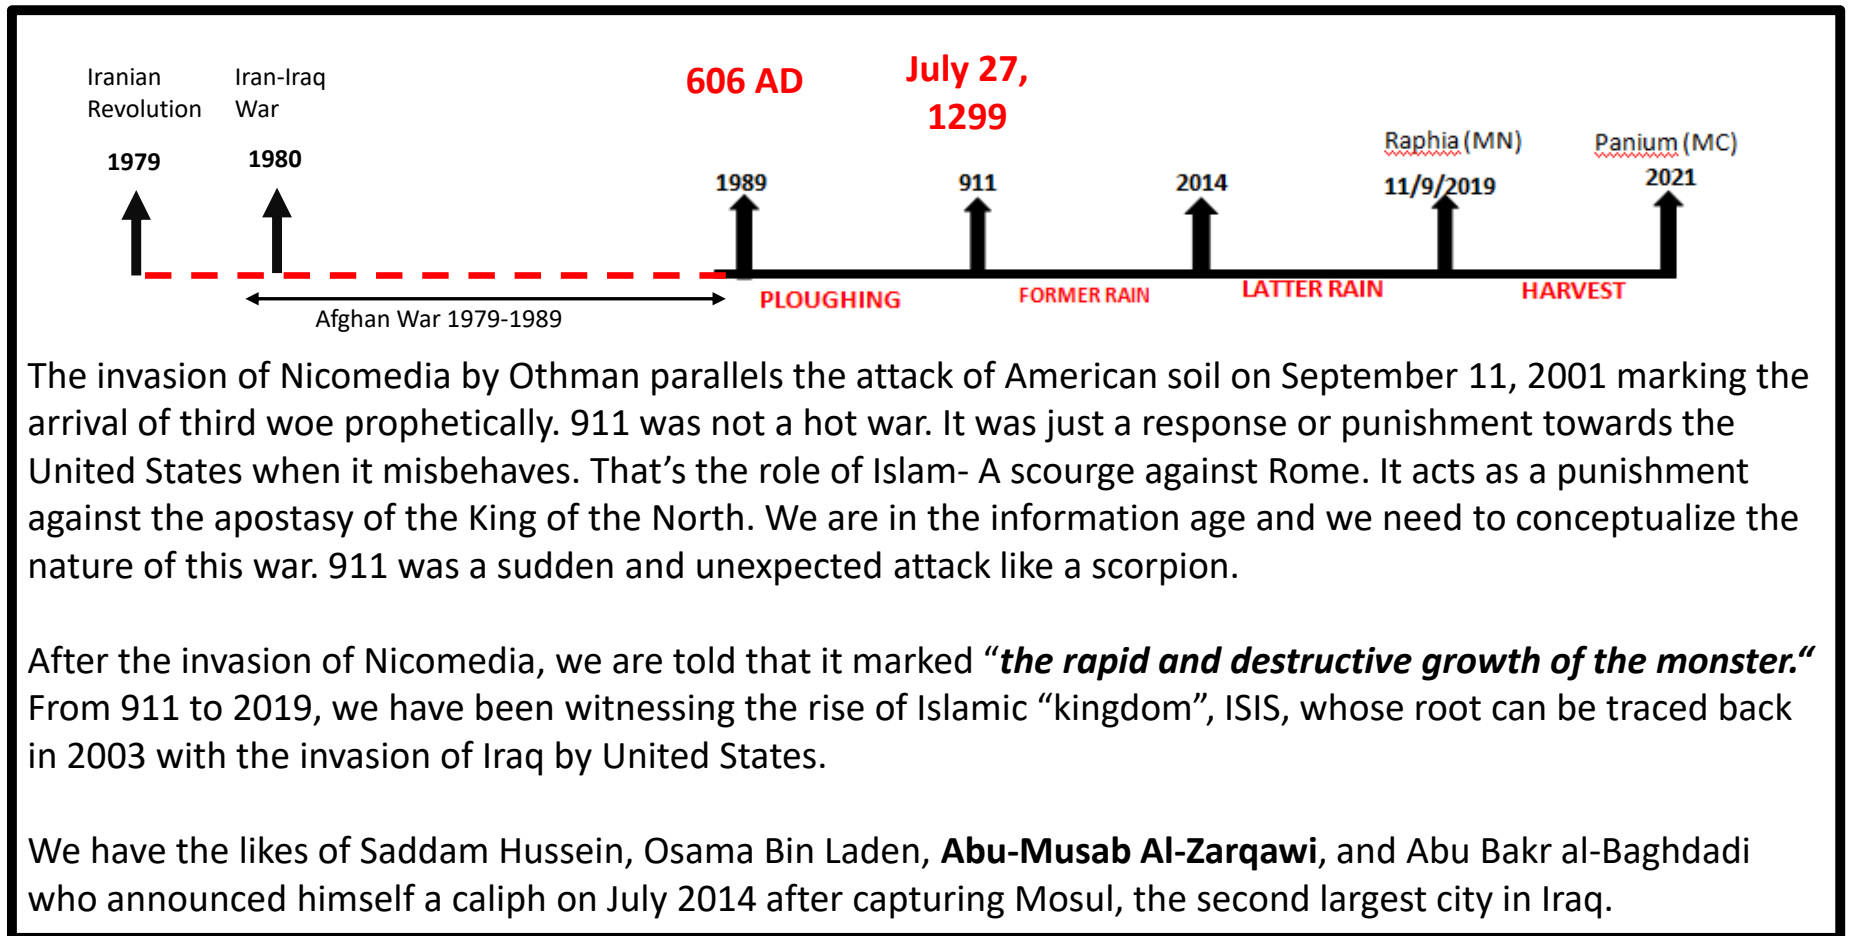 Iranian Revolution
1979
Iran-Iraq War
1980
606 AD
1989
July 27,
1299
911
2014
Raphia (MN)
11/9/2019
Panium (MC)
2021
Afghan War 1979-1989
PLOUGHING
FORMER RAIN
LATTER RAIN
HARVEST
The invasion of Nicomedia by Othman parallels the attack of American soil on September 11, 2001 marking the
arrival of third woe prophetically. 911 was not a hot war. It was just a response or punishment towards the
United States when it misbehaves. That’s the role of Islam- A scourge against Rome. It acts as a punishment
against the apostasy of the King of the North. We are in the information age and we need to conceptualize the
nature of this war. 911 was a sudden and unexpected attack like a scorpion.
After the invasion of Nicomedia, we are told that it marked “the rapid and destructive growth of the monster.“
From 911 to 2019, we have been witnessing the rise of Islamic “kingdom”, ISIS, whose root can be traced back
in 2003 with the invasion of Iraq by United States.
We have the likes of Saddam Hussein, Osama Bin Laden, Abu-Musab Al-Zarqawi, and Abu Bakr al-Baghdadi
who announced himself a caliph on July 2014 after capturing Mosul, the second largest city in Iraq.